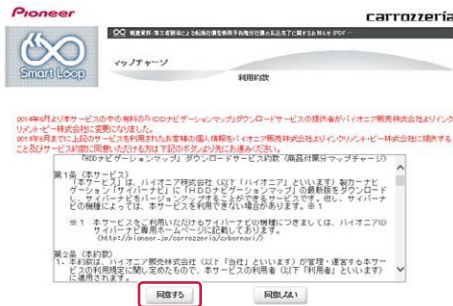 Pioneer
carrozzeria
Smart Loop
マップチャージ
利用約款
2014年6月より本サービスの中の有料の「HDDナビゲーションマップ」ダウンロードサービスの提供者がパイオニア販売株式会社よりインク
リメント・ピー株式会社に変更になりました。
2014年6月までに上記のサービスを利用されたお客様の個人情報をパイオニア販売株式会社よりインクリメント・ピー株式会社に提供する
こと及びサービス約款に同意いただける方は下記のボタンより先にお進みください。
「HDDナビゲーションマップ」ダウンロードサービス約款（商品付属分マップチャージ）
第1条（本サービス）
「本サービス」は、パイオニア株式会社（以下「パイオニア」といいます）製カーナビ
ゲーション「サイバーナビ」に「HDDナビゲーションマップ」の最新版をダウンロード
し、サイバーナビをバージョンアップすることができるサービスです。但し、サイバーナ
ビの機種によっては、本サービスを利用できない場合があります。※1
※1 本サービスをご利用いただけるサイバーナビの機種につきましては、パイオニアの
サイバーナビ専用ホームページに記載しております。
(http://pioneer.jp/carrozzeria/cybernavi/)
第2条（本約款）
1、本約款は、パイオニア販売株式会社（以下「当社」といいます）が管理・運営する本サー
ビスの利用規定に関し定めたもので、本サービスの利用者（以下「利用者」といいます）
に適用されます。
同意する
同意しない